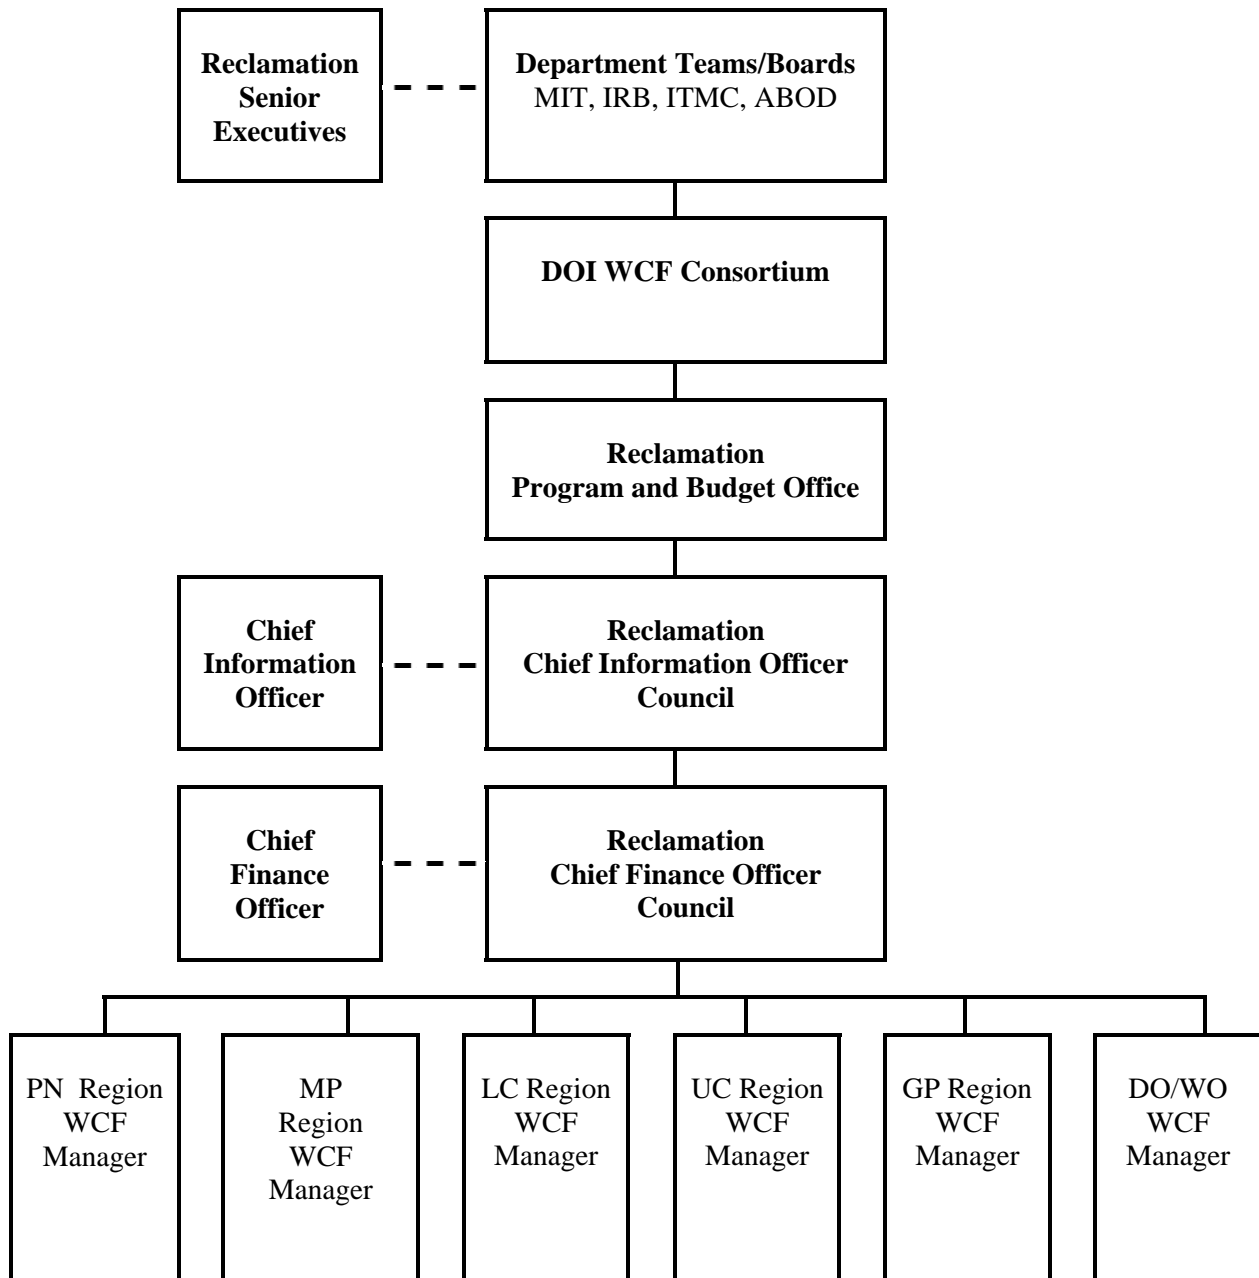 Reclamation
Senior
Executives
Department Teams/Boards
MIT, IRB, ITMC, ABOD
DOI WCF Consortium
Reclamation
Program and Budget Office
Chief
Information
Officer
Reclamation
Chief Information Officer
Council
Chief
Finance
Officer
Reclamation
Chief Finance Officer
Council
PN  Region
WCF
Manager
MP
Region
WCF
Manager
LC Region
WCF
Manager
UC Region
WCF
Manager
GP Region
WCF
Manager
DO/WO
WCF
Manager